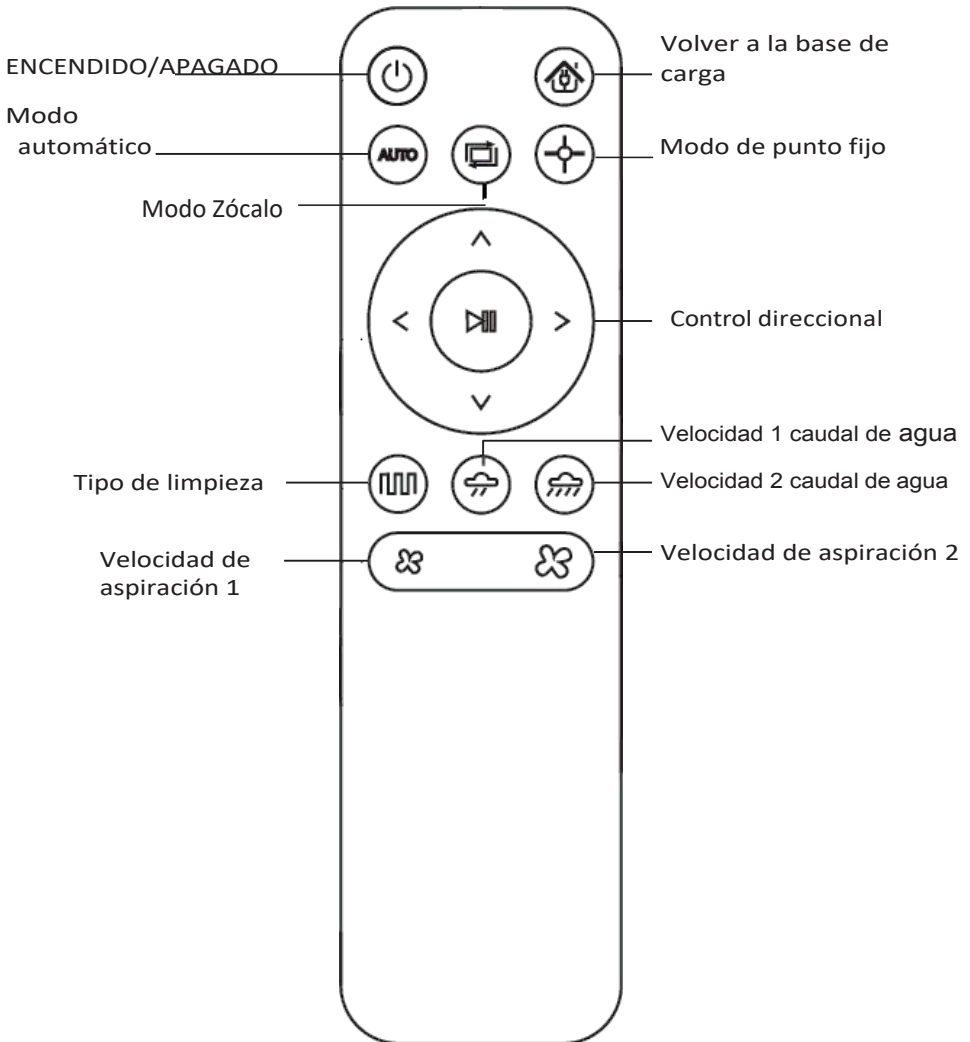 ENCENDIDO/APAGADO
Volver a la base de
carga
Modo
automático
AUTO
Modo de punto fijo
Modo Zócalo
Control direccional
Velocidad 1 caudal de agua
Tipo de limpieza
Velocidad 2 caudal de agua
Velocidad de
aspiración 1
Velocidad de aspiración 2